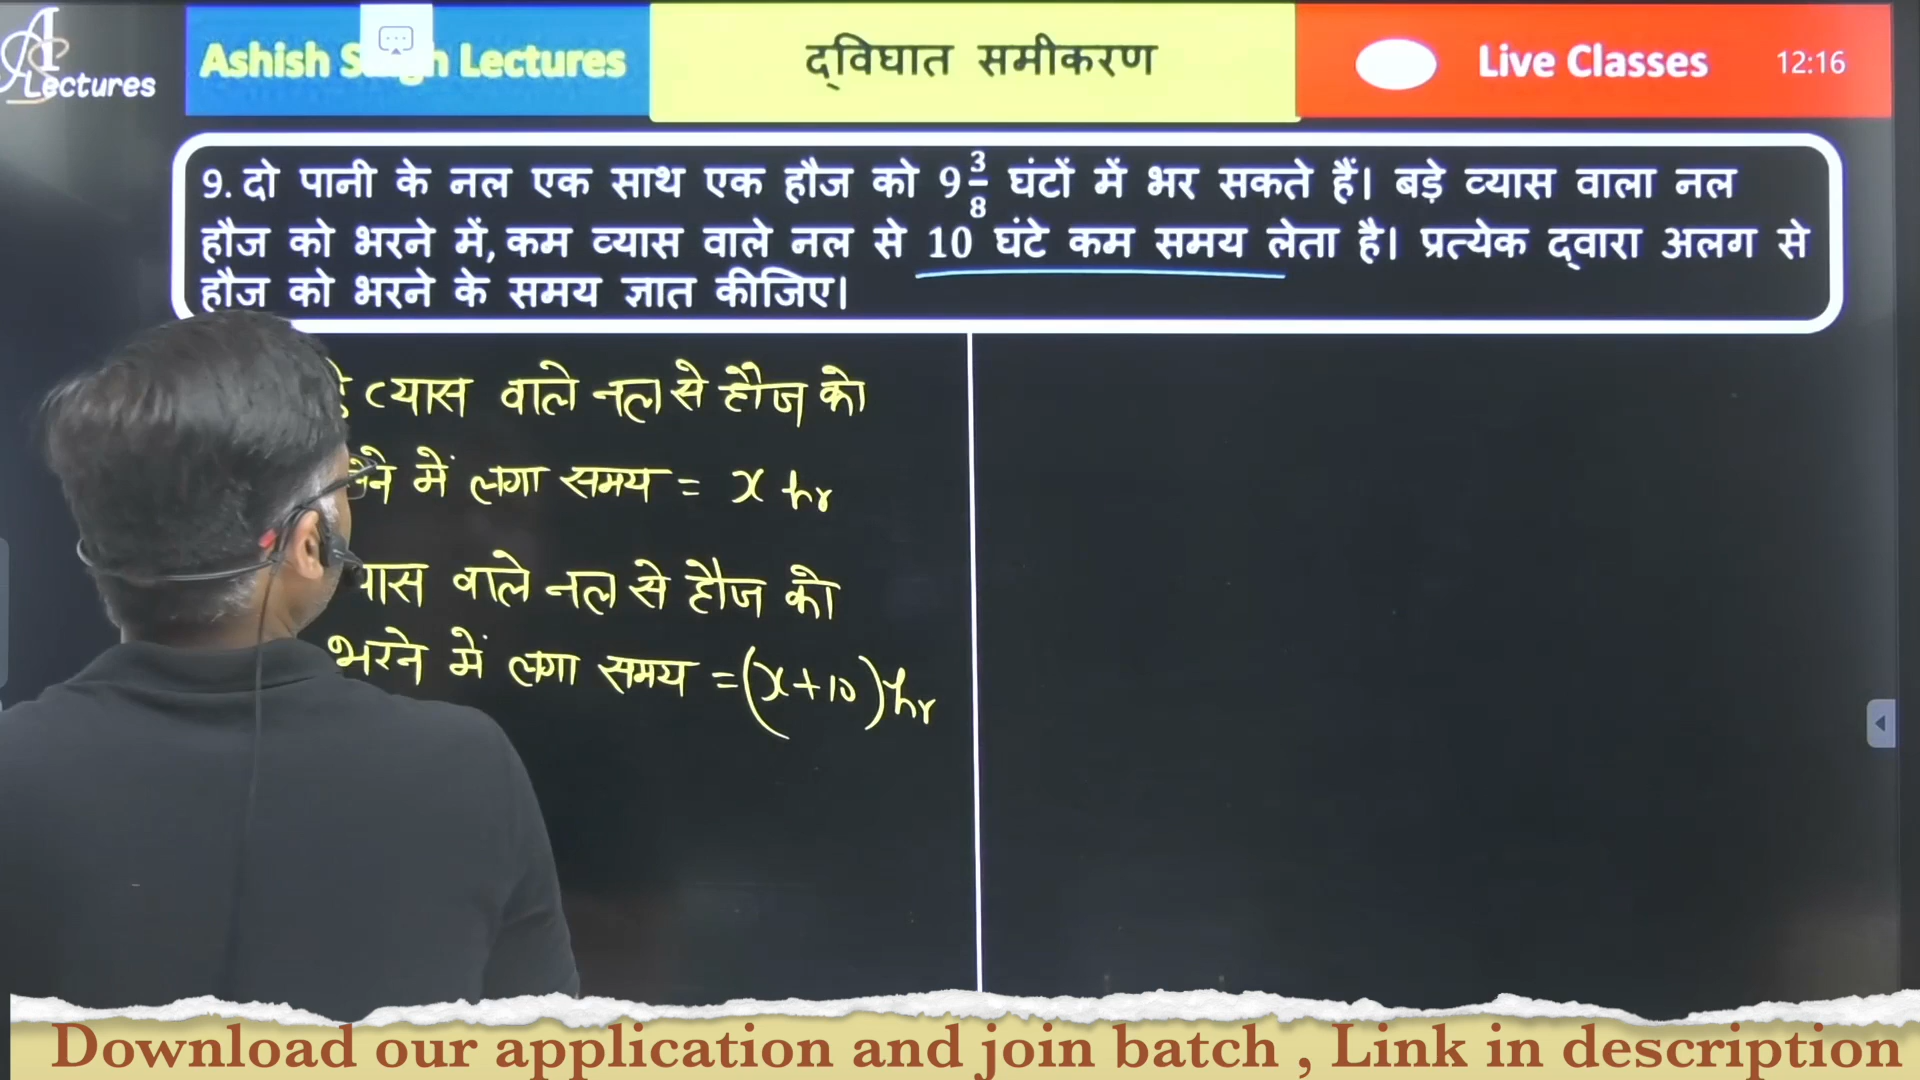 A
S
Lectures
Ashish S h Lectures
द्विघात समीकरण
Live Classes
12:16
9. दो पानी के नल एक साथ एक हौज को 9 3/8 घंटों में भर सकते हैं। बड़े व्यास वाला नल
हौज को भरने में, कम व्यास वाले नल से 10 घंटे कम समय लेता है। प्रत्येक द्वारा अलग से
हौज को भरने के समय ज्ञात कीजिए।
व्यास वाले नल से हौज को
में लगा समय = x hr
वाले नल से हौज को
भरने में लगा समय = (x+10) hr
Download our application and join batch , Link in description